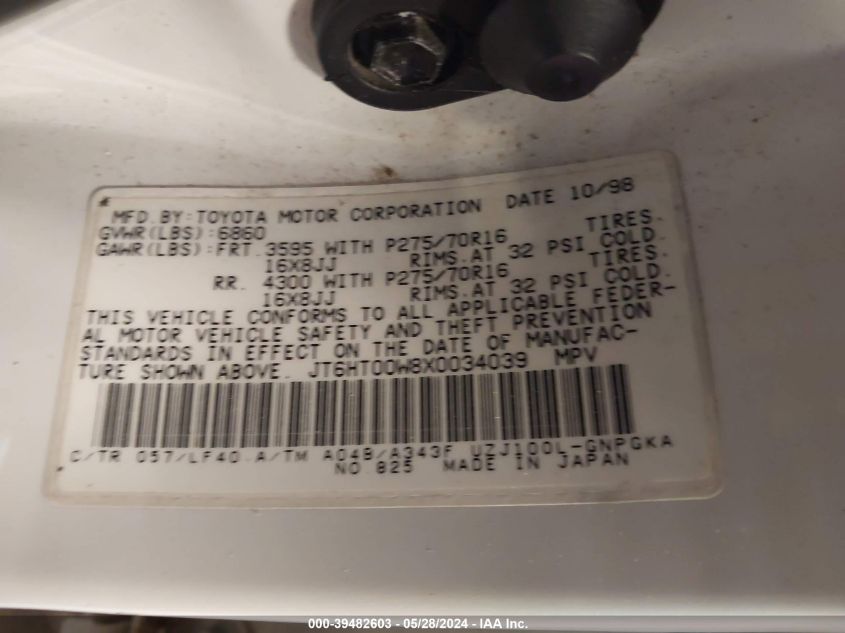 MFD.BY:TOYOTA MOTOR CORPORATION DATE 10/98
GVWR(LBS):6860
GAWR(LBS):FRT.3595 WITH P275/70R16 TIRES.
16X8JJ RIMS.AT 32 PSI COLD.
RR. 4300 WITH P275/70R16 TIRES.
16X8JJ RIMS.AT 32 PSI COLD.
THIS VEHICLE CONFORMS TO ALL APPLICABLE FEDER-
AL MOTOR VEHICLE SAFETY AND THEFT PREVENTION
STANDARDS IN EFFECT ON THE DATE OF MANUFAC-
TURE SHOWN ABOVE. JT6HT00W8X0034039 MPV
C/TR 057/LF40.A/TM A04B/A343F UZJ100L-GNPGKA
NO.825 MADE IN JAPAN
000-39482603 - 05/28/2024 - IAA Inc.